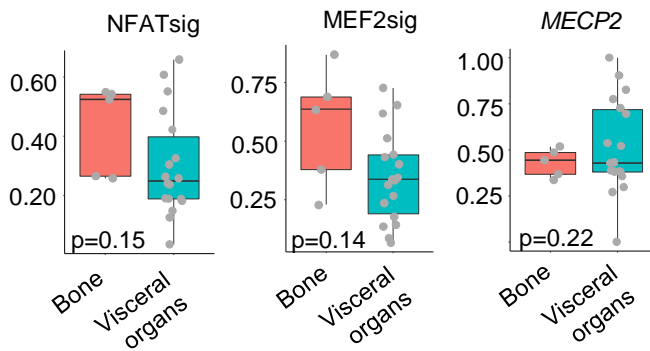 NFATsig
0.60
0.40
0.20
p=0.15
Bone
Visceral
organs
MEF2sig
0.75
0.50
0.25
p=0.14
Bone
Visceral
organs
MECP2
1.00
0.75
0.50
0.25
p=0.22
Bone
Visceral
organs